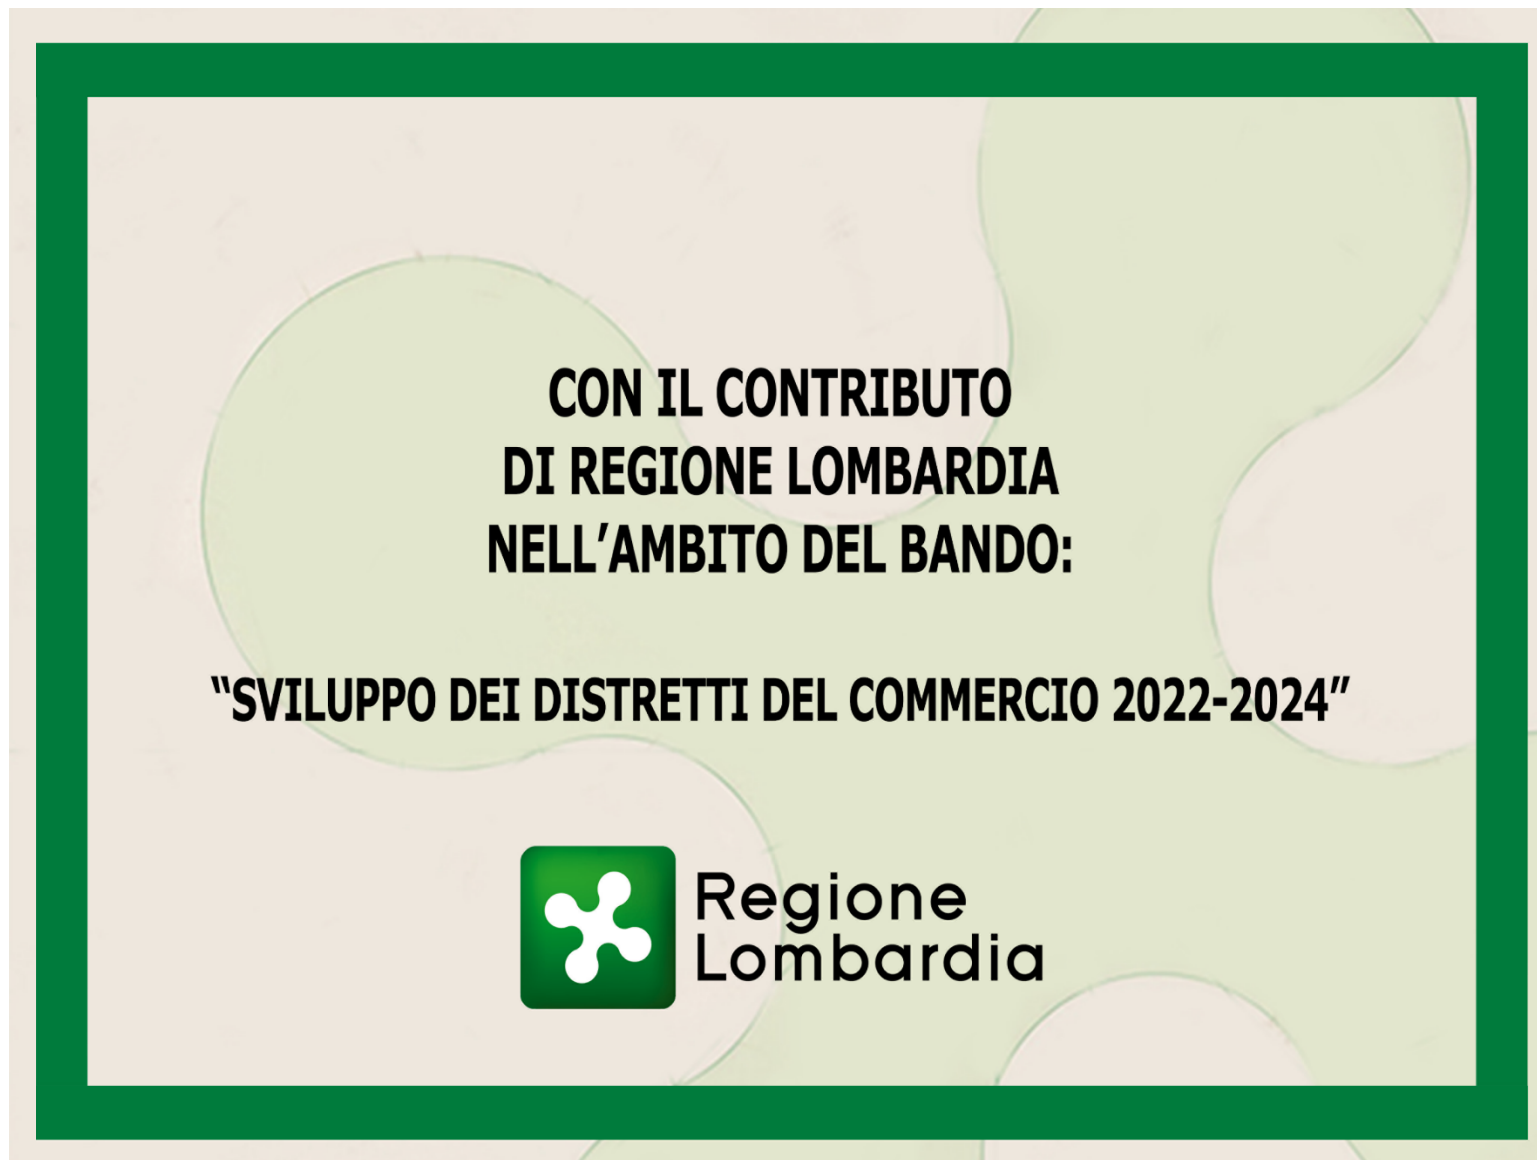 CON IL CONTRIBUTO
DI REGIONE LOMBARDIA
NELL’AMBITO DEL BANDO:
“SVILUPPO DEI DISTRETTI DEL COMMERCIO 2022-2024”
Regione
Lombardia